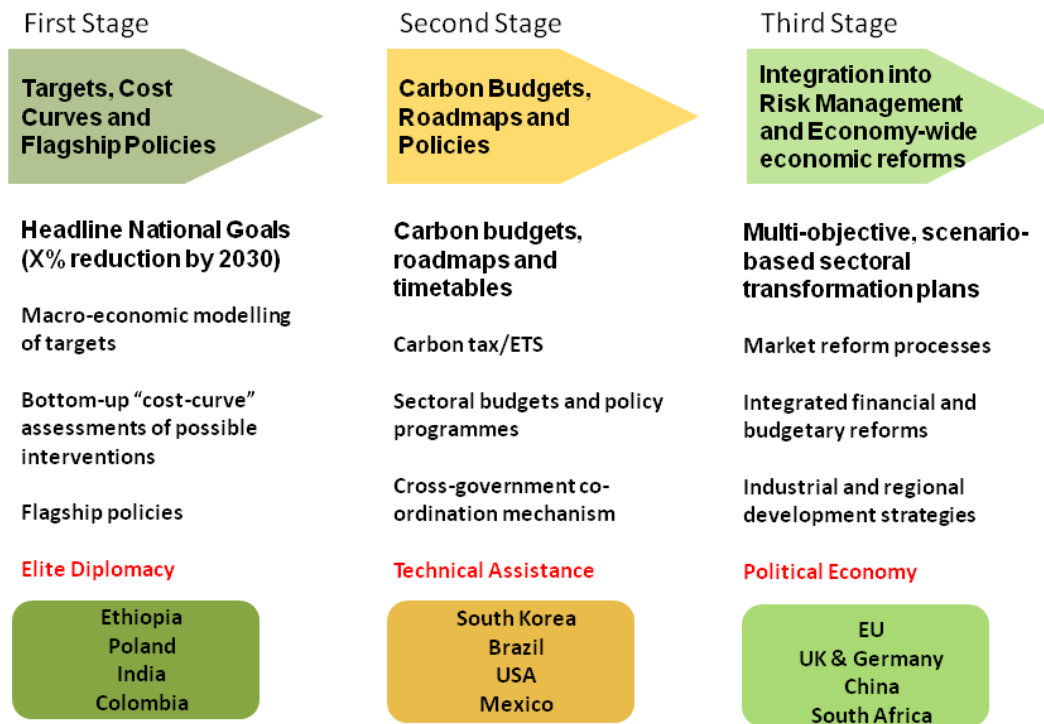 First Stage
Targets, Cost
Curves and
Flagship Policies
Headline National Goals
(X% reduction by 2030)
Macro-economic modelling
of targets
Bottom-up “cost-curve”
assessments of possible
interventions
Flagship policies
Elite Diplomacy
Ethiopia
Poland
India
Colombia
Second Stage
Carbon Budgets,
Roadmaps and
Policies
Carbon budgets,
roadmaps and
timetables
Carbon tax/ETS
Sectoral budgets and policy
programmes
Cross-government co-
ordination mechanism
Technical Assistance
South Korea
Brazil
USA
Mexico
Third Stage
Integration into
Risk Management
and Economy-wide
economic reforms
Multi-objective, scenario-
based sectoral
transformation plans
Market reform processes
Integrated financial and
budgetary reforms
Industrial and regional
development strategies
Political Economy
EU
UK & Germany
China
South Africa